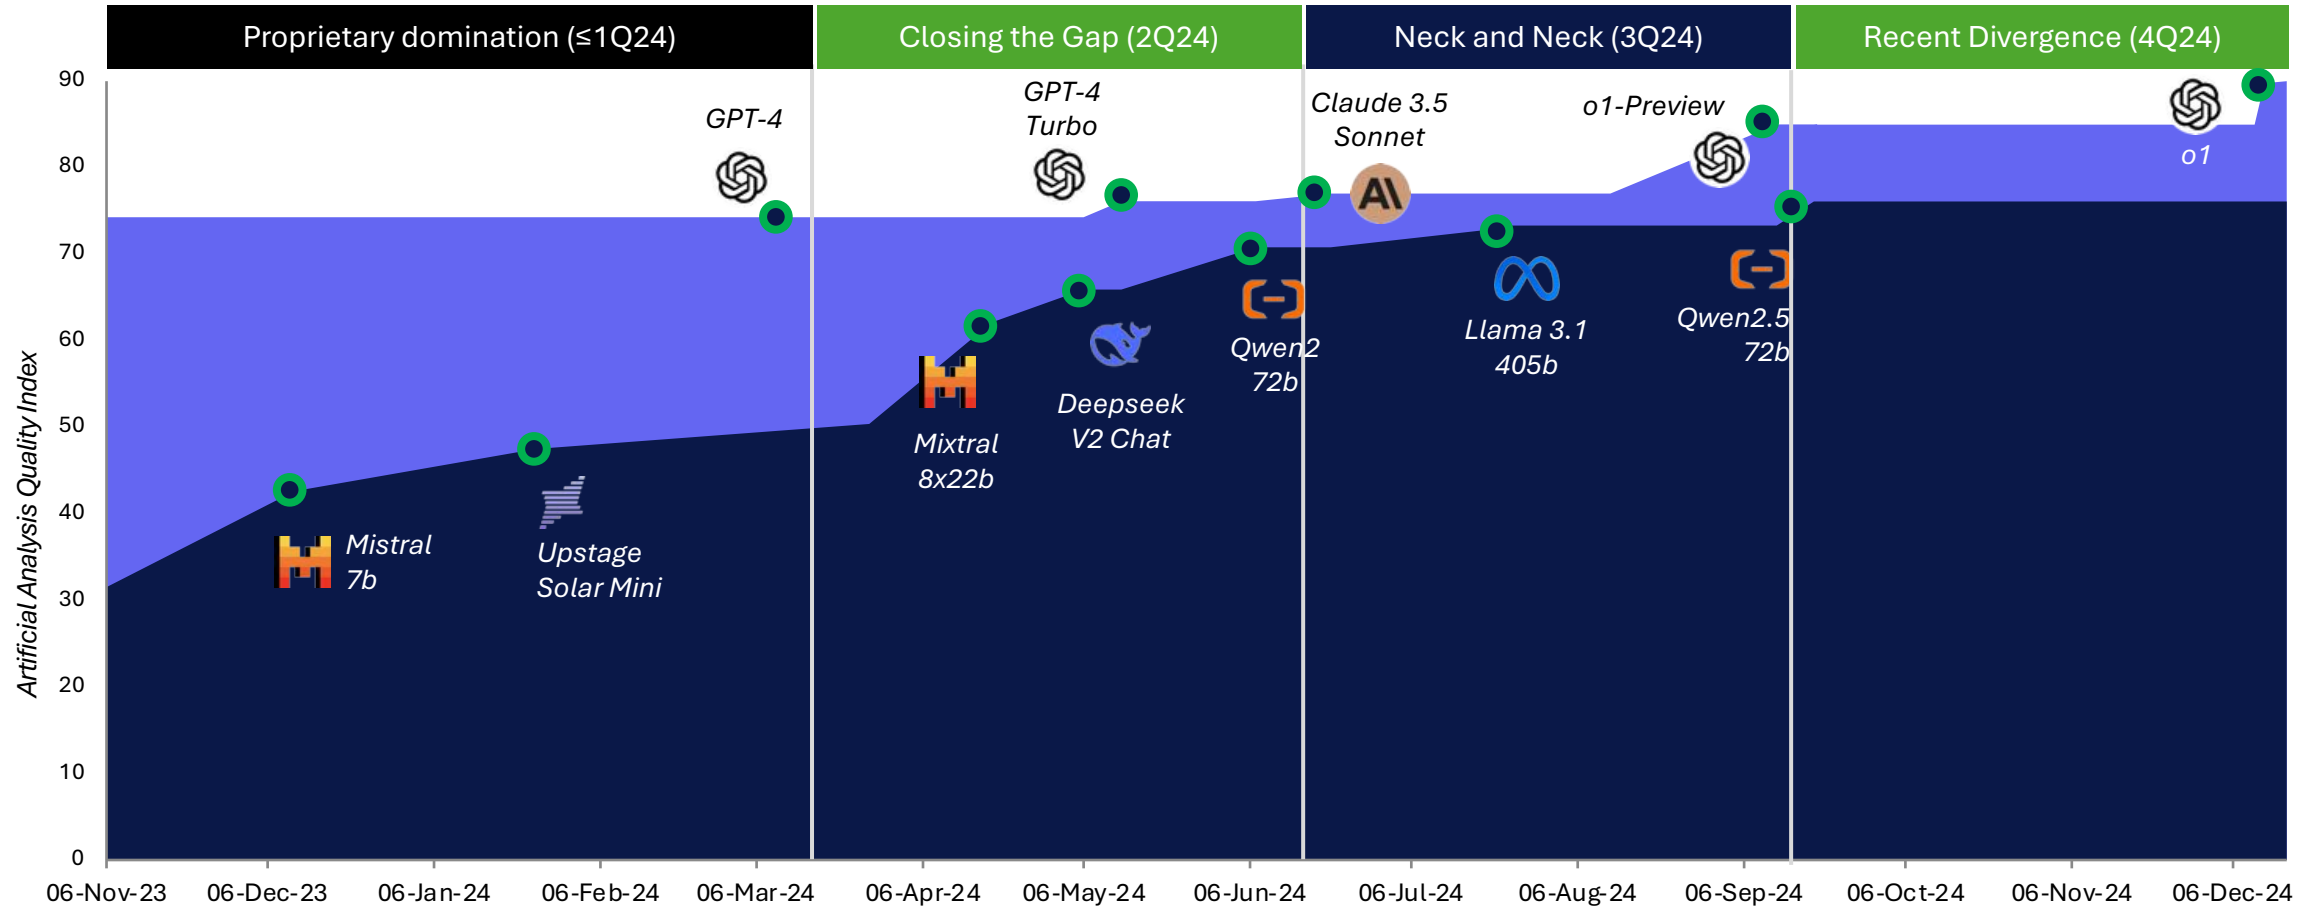 Proprietary domination (≤1Q24)
Closing the Gap (2Q24)
Neck and Neck (3Q24)
Recent Divergence (4Q24)
Artificial Analysis Quality Index
90
80
70
60
50
40
30
20
10
0
GPT-4
GPT-4
Turbo
Claude 3.5
Sonnet
o1-Preview
o1
Mistral
7b
Upstage
Solar Mini
Mixtral
8x22b
Deepseek
V2 Chat
Qwen2
72b
Llama 3.1
405b
Qwen2.5
72b
06-Nov-23
06-Dec-23
06-Jan-24
06-Feb-24
06-Mar-24
06-Apr-24
06-May-24
06-Jun-24
06-Jul-24
06-Aug-24
06-Sep-24
06-Oct-24
06-Nov-24
06-Dec-24